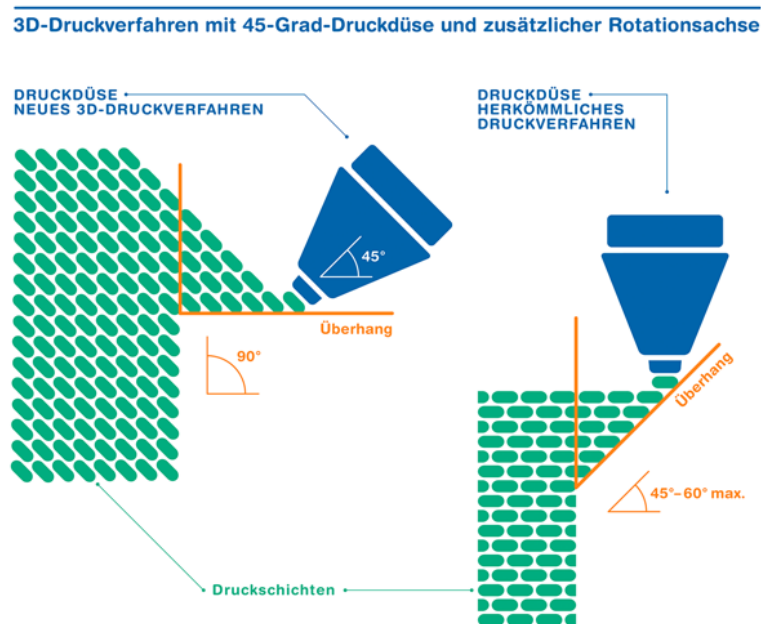 3D-Druckverfahren mit 45-Grad-Druckdüse und zusätzlicher Rotationsachse
DRUCKDÜSE
NEUES 3D-DRUCKVERFAHREN
DRUCKDÜSE
HERKÖMMLICHES
DRUCKVERFAHREN
45°
Überhang
90°
Überhang
45°–60° max.
Druckschichten